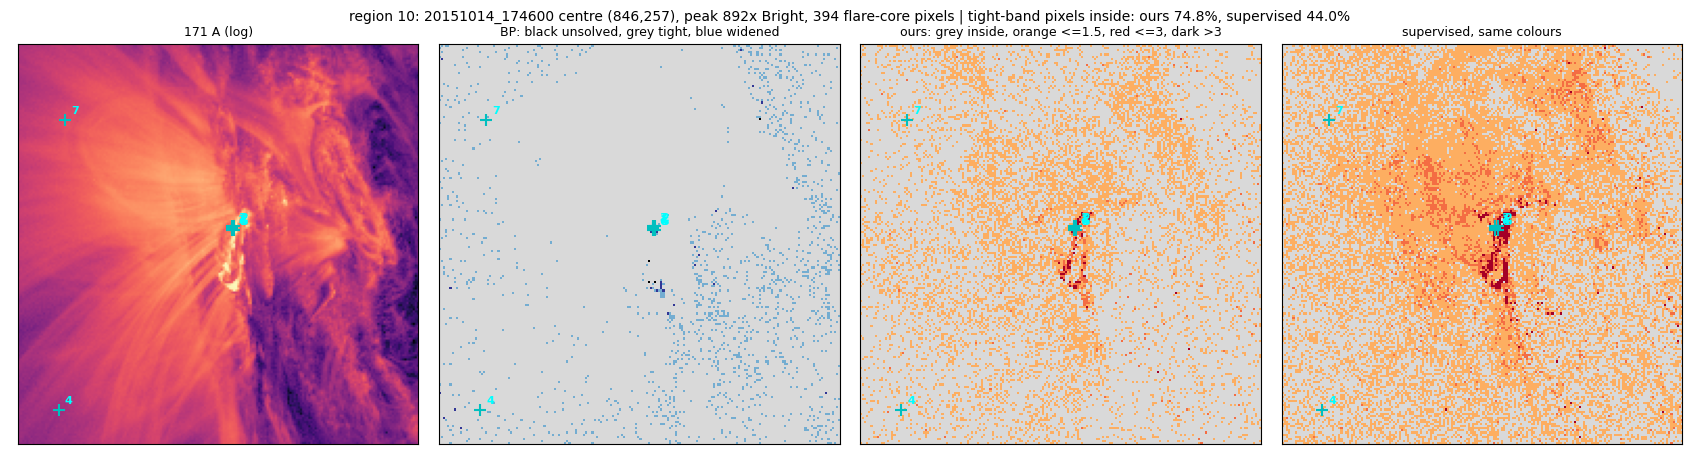 region 10: 20151014_174600 centre (846,257), peak 892x Bright, 394 flare-core pixels | tight-band pixels inside: ours 74.8%, supervised 44.0%
171 A (log)
BP: black unsolved, grey tight, blue widened
ours: grey inside, orange <=1.5, red <=3, dark >3
supervised, same colours
7
7
7
7
4
4
4
4